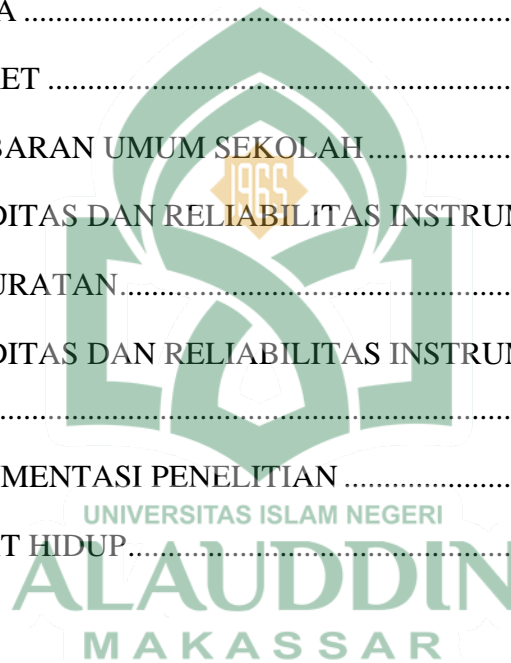 A ........................................................
ET ....................................................
BARAN UMUM SEKOLAH................
1965
DITAS DAN RELIABILITAS INSTRUM
URATAN...........................................
DITAS DAN RELIABILITAS INSTRUM
...........................................................
MENTASI PENELITIAN ...................
UNIVERSITAS ISLAM NEGERI
T HIDUP..........................................
ALAUDDIN
MAKASSAR